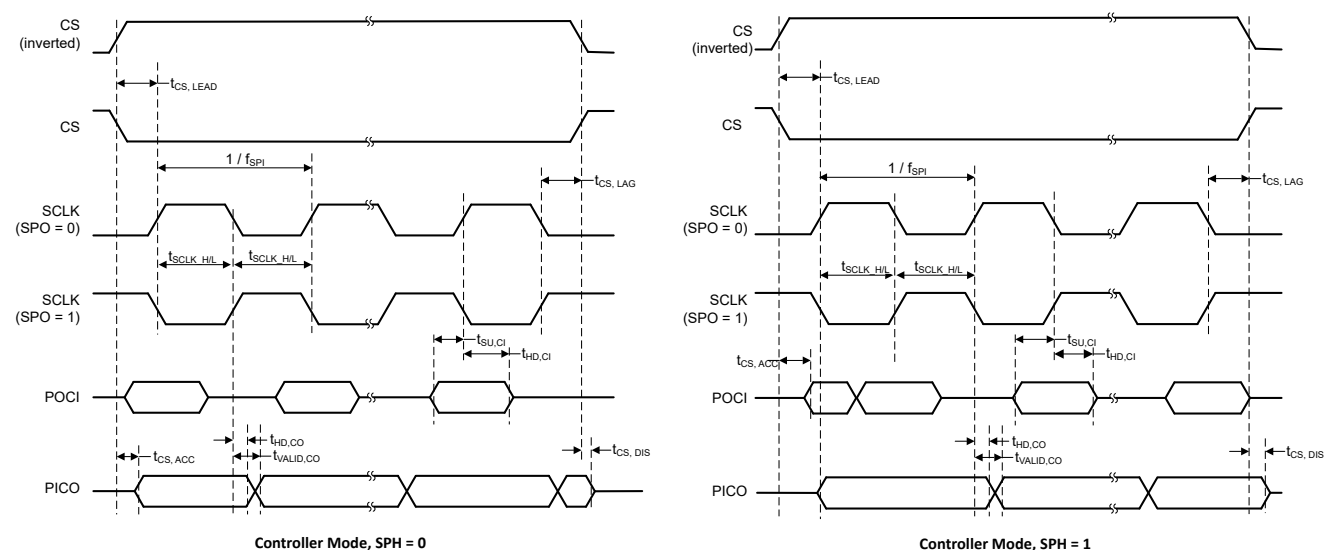 CS
(inverted)
tCS, LEAD
CS
1 / fSPI
tCS, LAG
SCLK
(SPO = 0)
tSCLK_H/L
tSCLK_H/L
SCLK
(SPO = 1)
tSU,CI
tHD,CI
POCI
tHD,CO
tVALID,CO
tCS, ACC
tCS, DIS
PICO
Controller Mode, SPH = 0
CS
(inverted)
tCS, LEAD
CS
1 / fSPI
tCS, LAG
SCLK
(SPO = 0)
tSCLK_H/L
tSCLK_H/L
SCLK
(SPO = 1)
tSU,CI
tHD,CI
tCS, ACC
POCI
tHD,CO
tVALID,CO
tCS, DIS
PICO
Controller Mode, SPH = 1